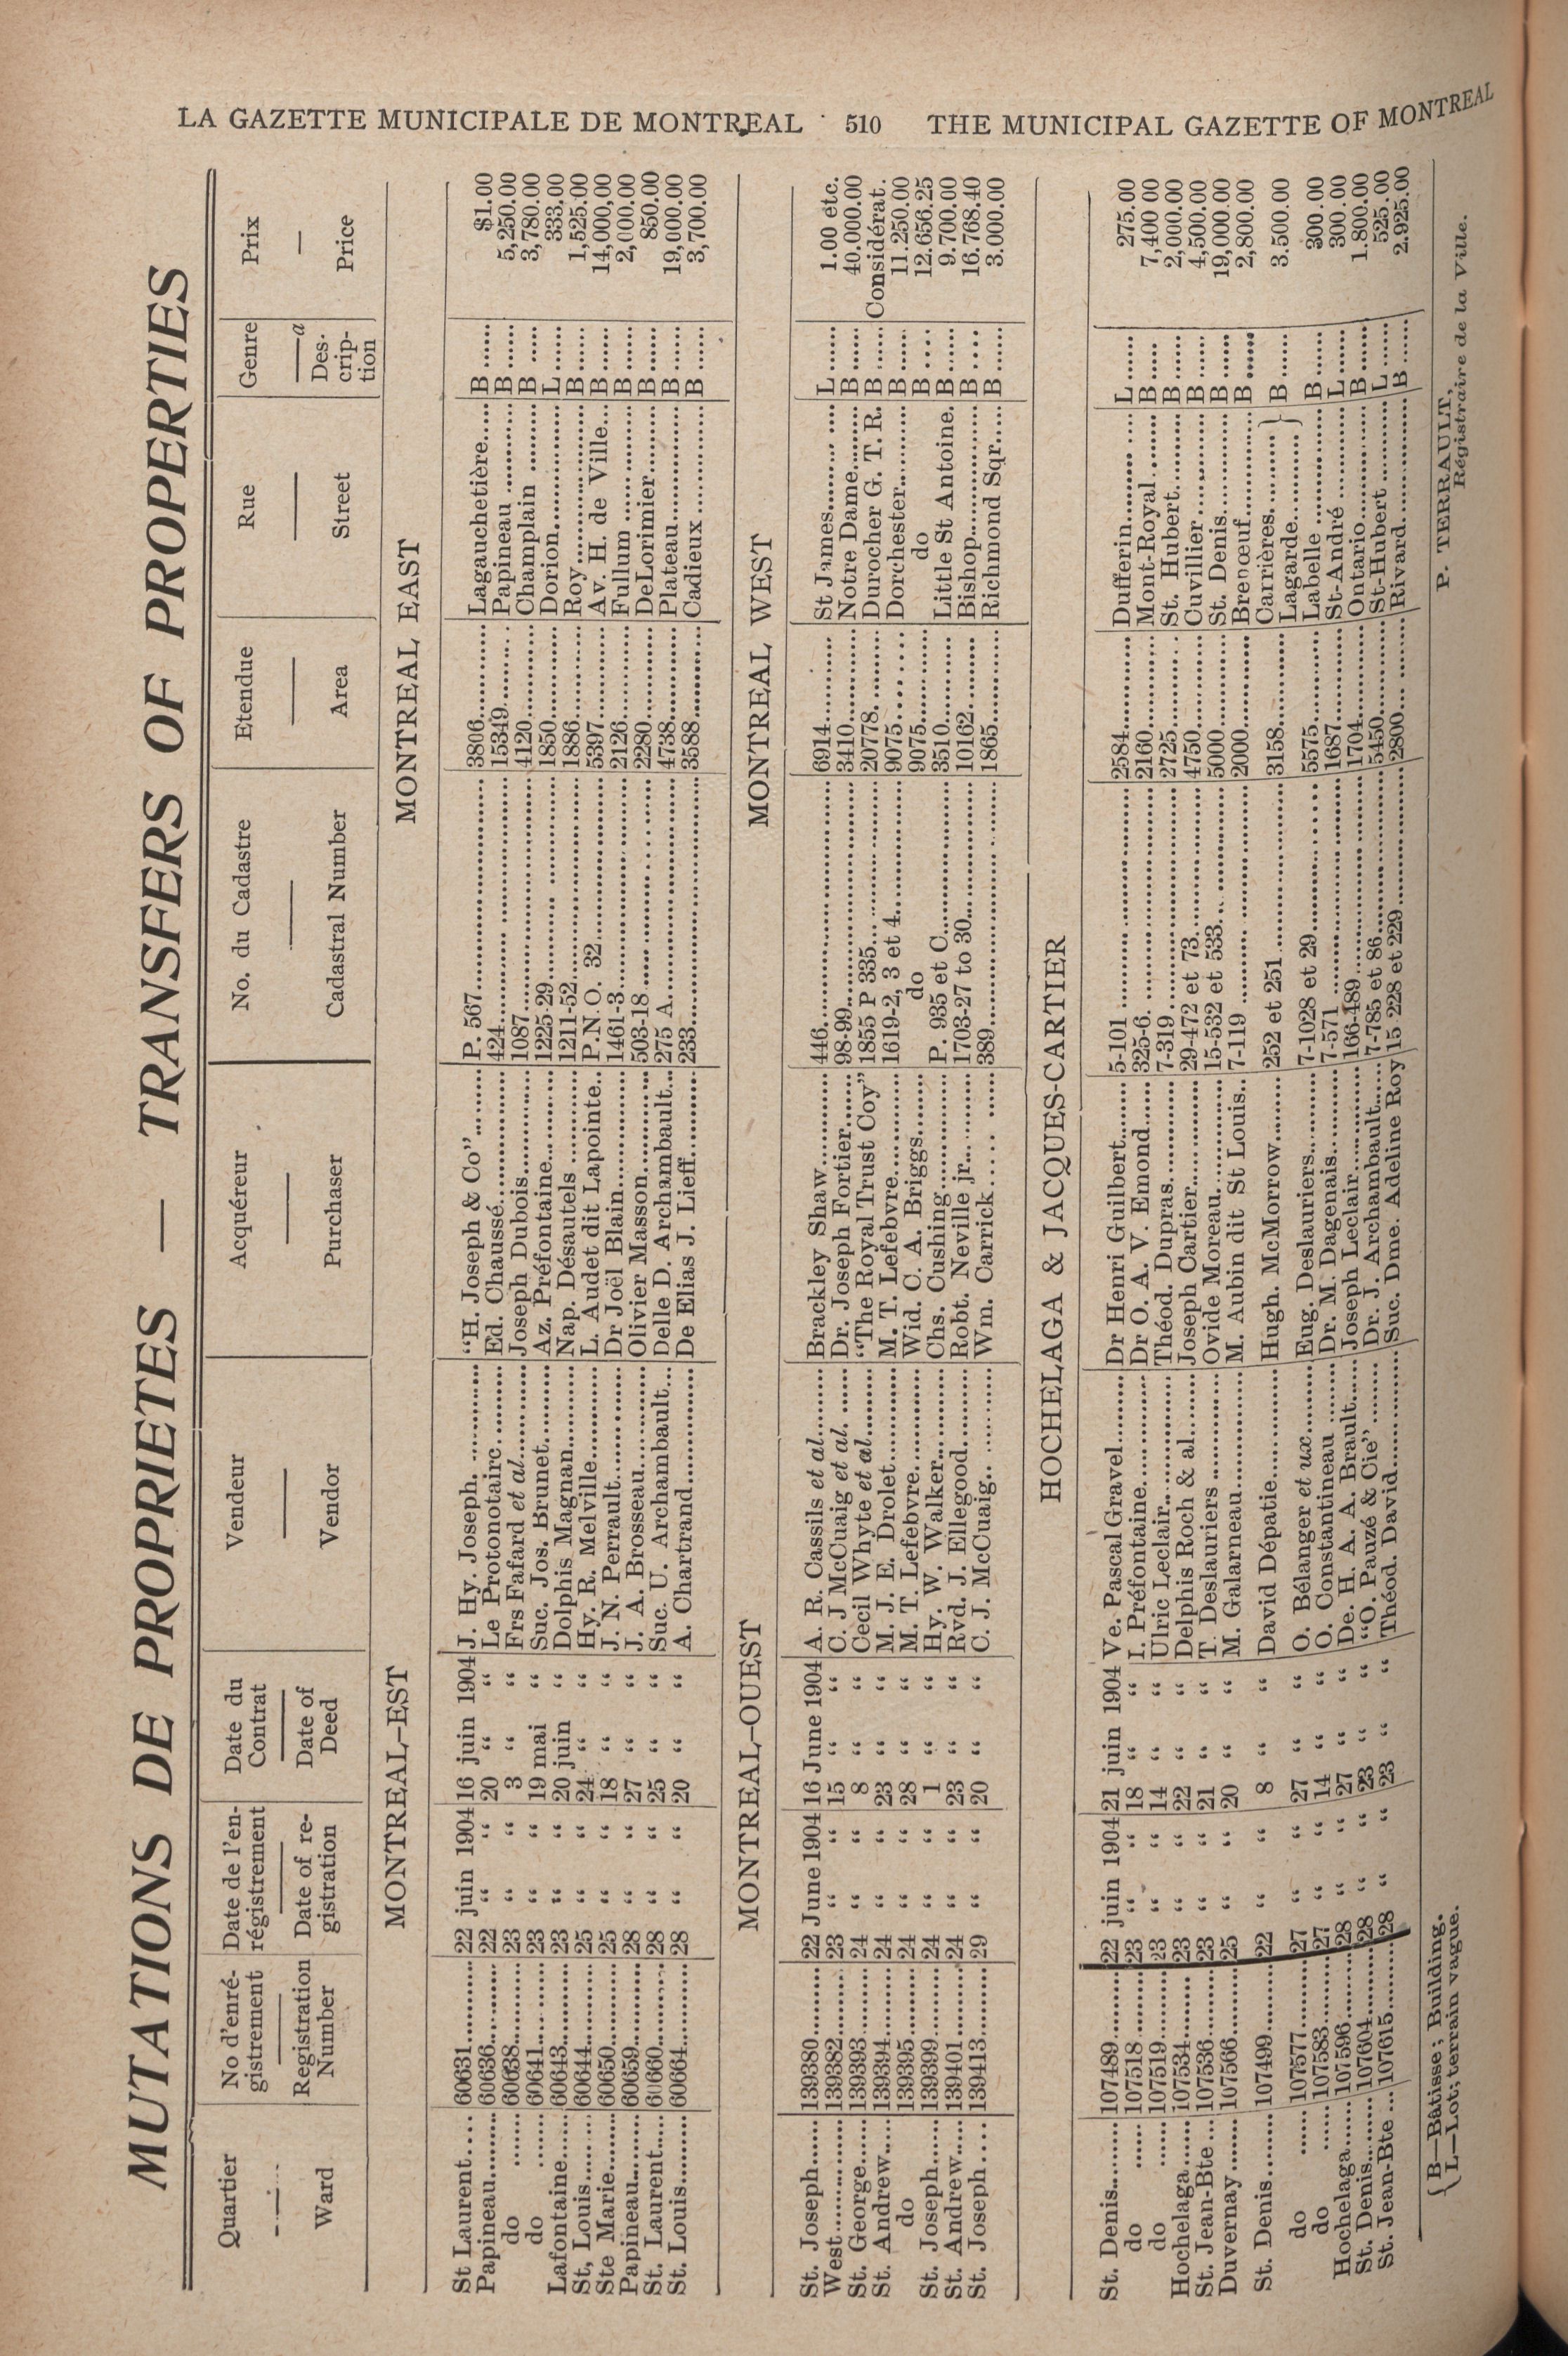 LA GAZETTE MUNICIPALE DE MONTREAL 510 THE MUNICIPAL GAZETTE OF MONTREAL
MUTATIONS DE PROPRIETES — TRANSFERS OF PROPERTIES
Quartier — Ward | No d'enrégistrement — Registration Number | Date de l'enrégistrement — Date of registration | Date du Contrat — Date of Deed | Vendeur — Vendor | Acquéreur — Purchaser | No. du Cadastre — Cadastral Number | Etendue — Area | Rue — Street | Genre — a Description | Prix — Price
MONTREAL–EST MONTREAL EAST
St Laurent.... 60631 22 juin 1904 16 juin 1904 J. Hy. Joseph. “H. Joseph & Co” P. 567 3806 Lagauchetière B $1.00
Papineau 60636 22 “ “ 20 “ “ Le Protonotaire Ed. Chaussé 424 15349 Papineau B 5,250.00
do 60638 23 “ “ 3 “ “ Frs Fafard et al Joseph Dubois 1087 4120 Champlain B 3,780.00
do 60641 23 “ “ 19 mai “ Suc. Jos. Brunet Az. Préfontaine 1225-29 1850 Dorion L 333.00
Lafontaine 60643 23 “ “ 20 juin “ Dolphis Magnan Nap. Désautels 1211-52 1886 Roy B 1,525.00
St, Louis 60644 25 “ “ 24 “ “ Hy. R. Melville L. Audet dit Lapointe P.N.O. 32 5397 Av. H. de Ville B 14,000,00
Ste Marie 60650 25 “ “ 18 “ “ J. N. Perrault Dr Joël Blain 1461-3 2126 Fullum B 2,000.00
Papineau 60659 28 “ “ 27 “ “ J. A. Brosseau Olivier Masson 503-18 2280 DeLorimier B 850.00
St. Laurent 60660 28 “ “ 25 “ “ Suc. U. Archambault Delle D. Archambault 275 A 4738 Plateau B 19,000.00
St. Louis 60664 28 “ “ 20 “ “ A. Chartrand De Elias J. Lieff 233 3588 Cadieux B 3,700.00
MONTREAL–OUEST MONTREAL WEST
St. Joseph 139380 22 June 1904 16 June 1904 A. R. Cassils et al Brackley Shaw 446 6914 St James L 1.00 etc.
West 139382 23 “ “ 15 “ “ C. J McCuaig et al. Dr. Joseph Fortier 98-99 3410 Notre Dame B 40.000.00
St. George 139393 24 “ “ 8 “ “ Cecil Whyte et al “The Royal Trust Coy” 1855 P 335 20778 Durocher G. T. R. B Considérat.
St. Andrew 139394 24 “ “ 23 “ “ M. J. E. Drolet M. T. Lefebvre 1619-2, 3 et 4 9075 Dorchester B 11.250.00
do 139395 24 “ “ 28 “ “ M. T. Lefebvre Wid. C. A. Briggs do 9075 do B 12.656.25
St. Joseph 139399 24 “ “ 1 “ “ Hy. W. Walker Chs. Cushing P. 935 et C 3510 Little St Antoine. B 9.700.00
St. Andrew 139401 24 “ “ 23 “ “ Rvd. J. Ellegood Robt. Neville jr. 1703-27 to 30 10162 Bishop B 16.768.40
St. Joseph 139413 29 “ “ 20 “ “ C. J. McCuaig Wm. Carrick 389 1865 Richmond Sqr B 3.000.00
HOCHELAGA & JACQUES-CARTIER
St. Denis 107489 22 juin 1904 21 juin 1904 Ve. Pascal Gravel Dr Henri Guilbert 5-101 2584 Dufferin L 275.00
do 107518 23 “ “ 18 “ “ I. Préfontaine Dr O. A. V. Emond 325-6. 2160 Mont-Royal B 7,400 00
do 107519 23 “ “ 14 “ “ Ulric Leclair Théod. Dupras 7-319 2725 St. Hubert B 2,000.00
Hochelaga 107534 23 “ “ 22 “ “ Delphis Roch & al Joseph Cartier 29-472 et 73 4750 Cuvillier B 4,500.00
St. Jean-Bte 107536 23 “ “ 21 “ “ T. Deslauriers Ovide Moreau 15-532 et 533 5000 St. Denis B 19,000.00
Duvernay 107566 25 “ “ 20 “ “ M. Galarneau M. Aubin dit St Louis 7-119 2000 Brenœuf B 2,800.00
St. Denis 107499 22 “ “ 8 “ “ David Dépatie Hugh. McMorrow 252 et 251 3158 Carrières Lagarde } B 3.500.00
do 107577 27 “ “ 27 “ “ O. Bélanger et ux Eug. Deslauriers 7-1028 et 29 5575 Labelle B 300.00
do 107583 27 “ “ 14 “ “ O. Constantineau Dr. M. Dagenais 7-571 1687 St-André L 300.00
Hochelaga 107596 28 “ “ 27 “ “ De. H. A. A. Brault Joseph Leclair 166-489 1704 Ontario B 1.800.00
St. Denis 107604 28 “ “ 23 “ “ “O. Pauzé & Cie” Dr. J. Archambault 7-785 et 86 5450 St-Hubert L 525.00
St. Jean-Bte 107615 28 “ “ 23 “ “ Théod. David Suc. Dme. Adeline Roy 15 228 et 229 2800 Rivard B 2.925.00
{ B—Bâtisse; Building.
L—Lot; terrain vague.
P. TERRAULT,
Régistraire de la Ville.